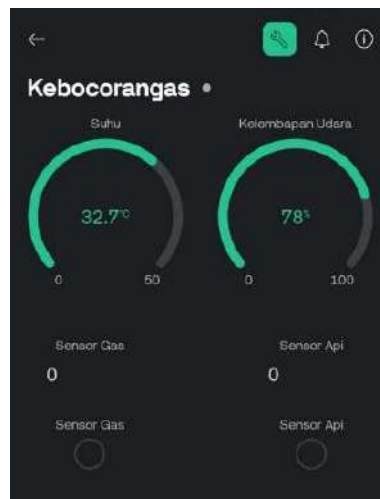 Kebocorangas
Suhu
Kelembapan Udara
32.7°C
78%
0 50
0 100
Sensor Gas
Sensor Api
0
0
Sensor Gas
Sensor Api